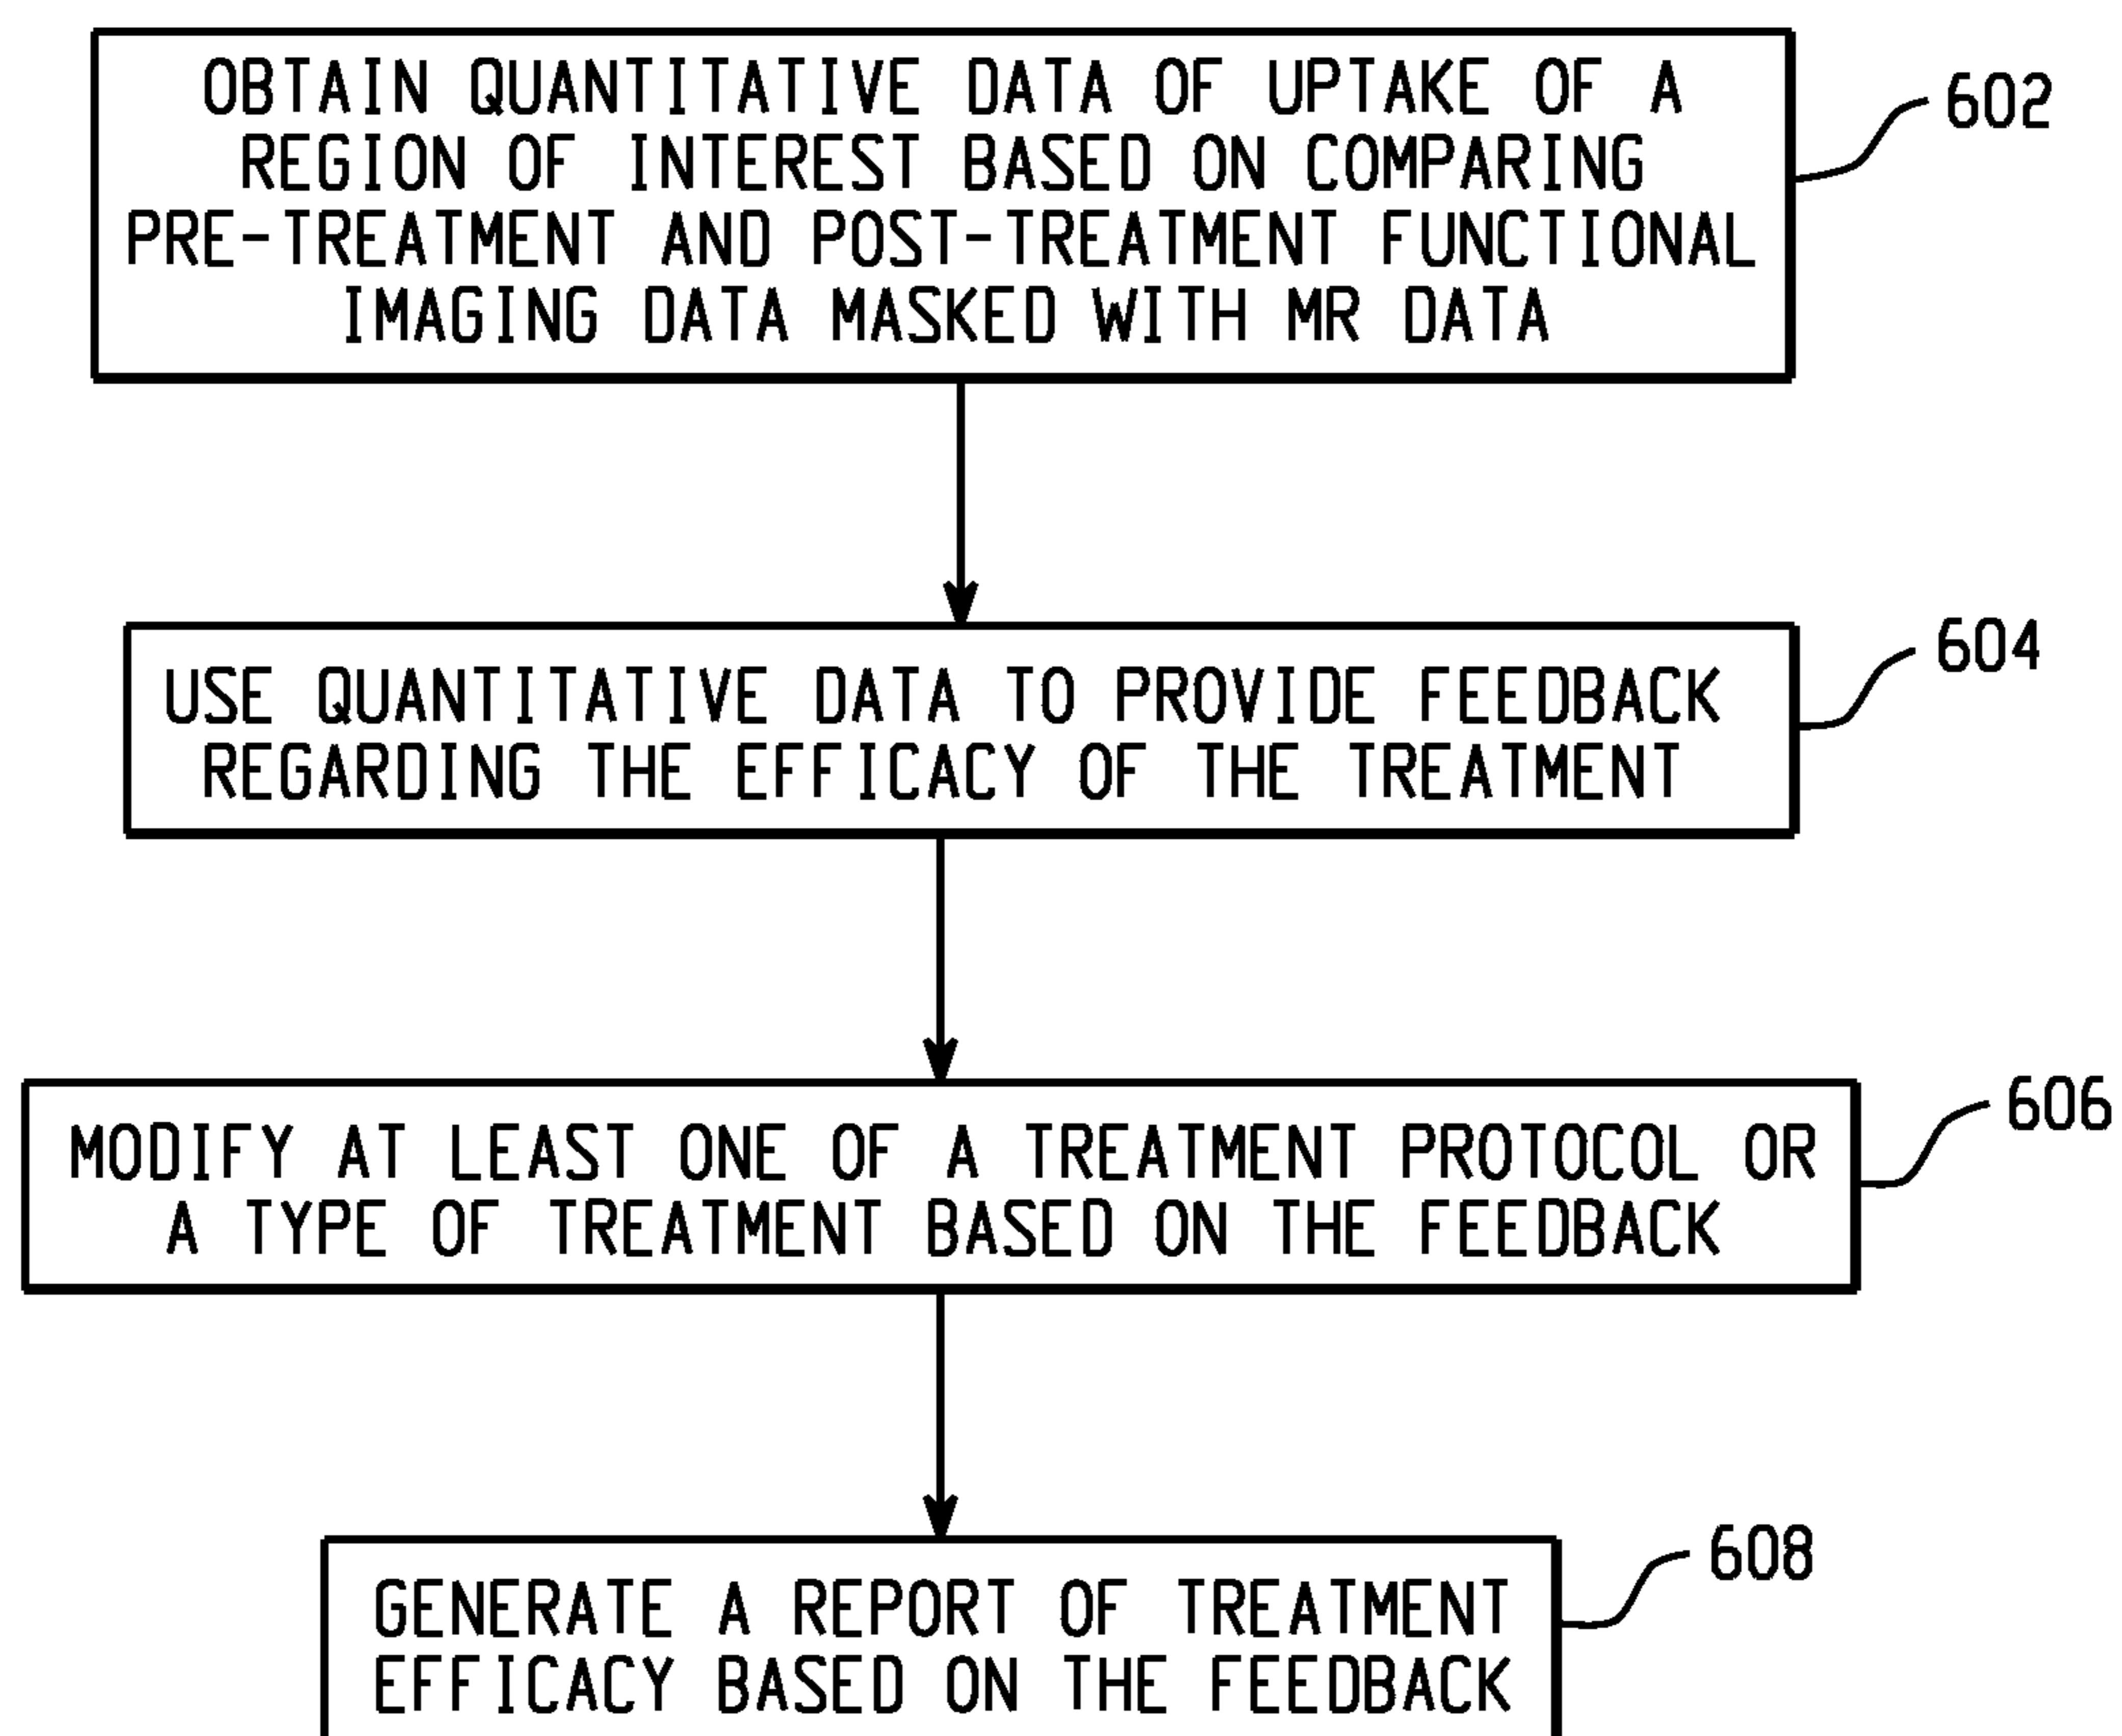 OBTAIN QUANTITATIVE DATA OF UPTAKE OF A
REGION OF INTEREST BASED ON COMPARING
PRE-TREATMENT AND POST-TREATMENT FUNCTIONAL
IMAGING DATA MASKED WITH MR DATA
602
USE QUANTITATIVE DATA TO PROVIDE FEEDBACK
REGARDING THE EFFICACY OF THE TREATMENT
604
MODIFY AT LEAST ONE OF A TREATMENT PROTOCOL OR
A TYPE OF TREATMENT BASED ON THE FEEDBACK
606
GENERATE A REPORT OF TREATMENT
EFFICACY BASED ON THE FEEDBACK
608